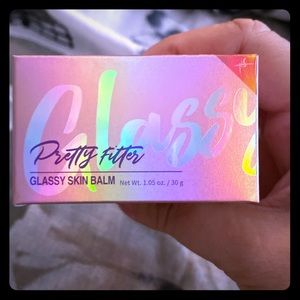 Glassy
Pretty Filter
GLASSY SKIN BALM Net Wt. 1.05 oz. / 30 g